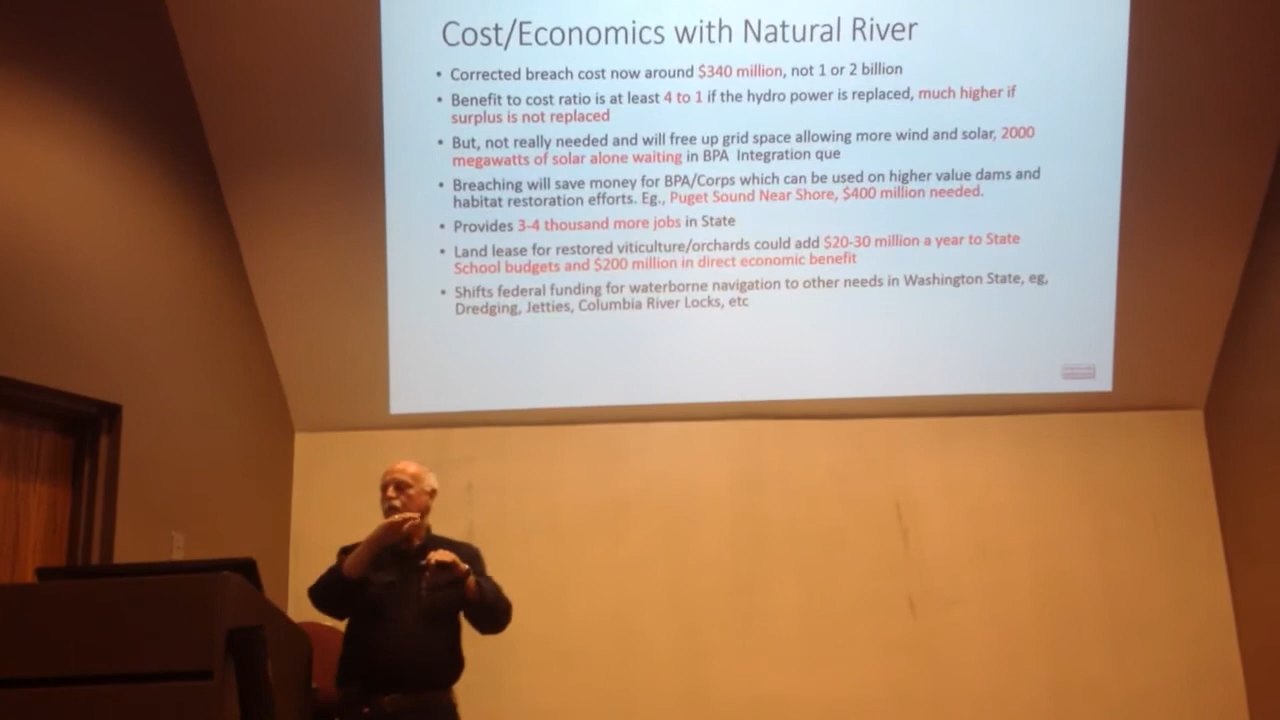 Cost/Economics with Natural River
• Corrected breach cost now around $340 million, not 1 or 2 billion
• Benefit to cost ratio is at least 4 to 1 if the hydro power is replaced, much higher if
surplus is not replaced
• But, not really needed and will free up grid space allowing more wind and solar, 2000
megawatts of solar alone waiting in BPA Integration que
• Breaching will save money for BPA/Corps which can be used on higher value dams and
habitat restoration efforts. Eg., Puget Sound Near Shore, $400 million needed.
• Provides 3-4 thousand more jobs in State
• Land lease for restored viticulture/orchards could add $20-30 million a year to State
School budgets and $200 million in direct economic benefit
• Shifts federal funding for waterborne navigation to other needs in Washington State, eg,
Dredging, Jetties, Columbia River Locks, etc